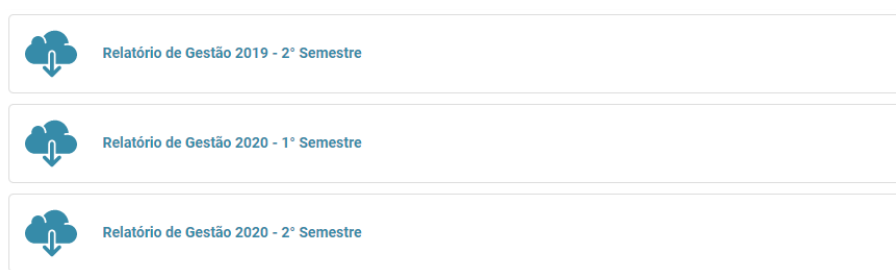 Relatório de Gestão 2019 - 2° Semestre
Relatório de Gestão 2020 - 1° Semestre
Relatório de Gestão 2020 - 2° Semestre